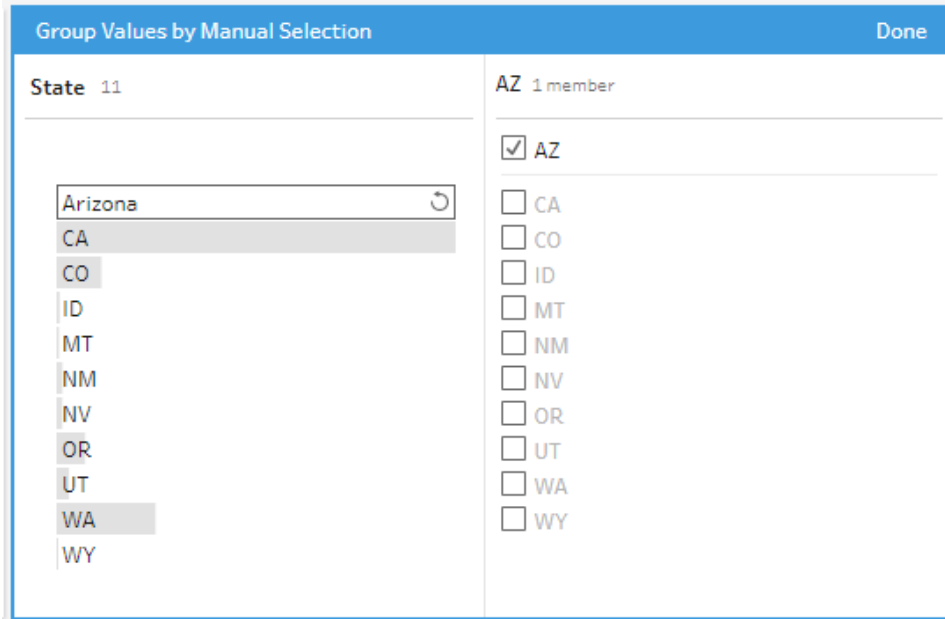 Group Values by Manual Selection Done
State 11
Arizona
CA
CO
ID
MT
NM
NV
OR
UT
WA
WY
AZ 1 member
AZ
CA
CO
ID
MT
NM
NV
OR
UT
WA
WY